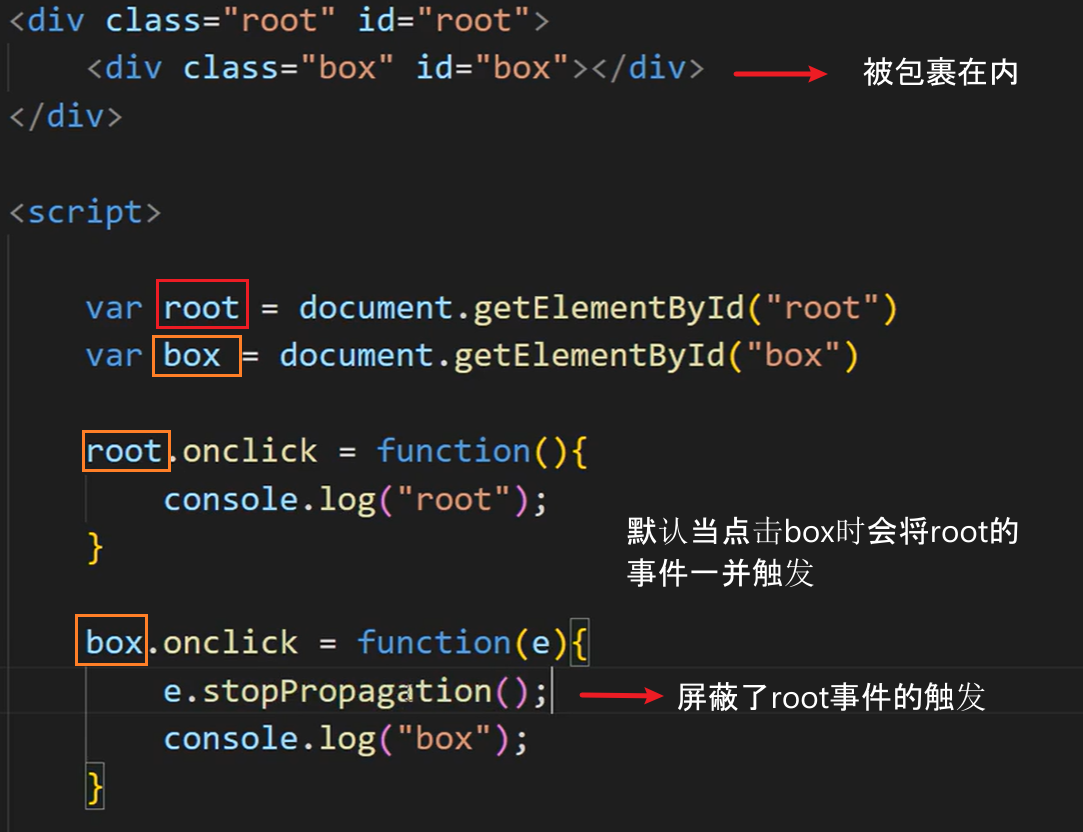 <div class="root" id="root">
<div class="box" id="box"></div> 被包裹在内
</div>
<script>
var root = document.getElementById("root")
var box = document.getElementById("box")
root.onclick = function(){
console.log("root");
}
默认当点击box时会将root的
事件一并触发
box.onclick = function(e){
e.stopPropagation(); 屏蔽了root事件的触发
console.log("box");
}